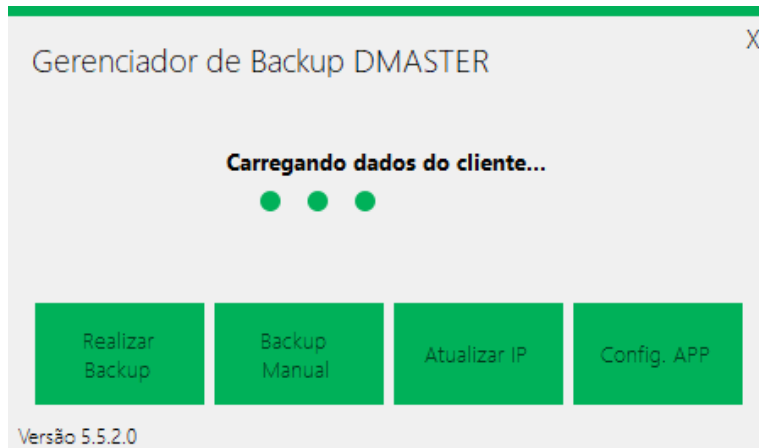 X
Gerenciador de Backup DMASTER
Carregando dados do cliente...
Realizar
Backup
Backup
Manual
Atualizar IP
Config. APP
Versão 5.5.2.0